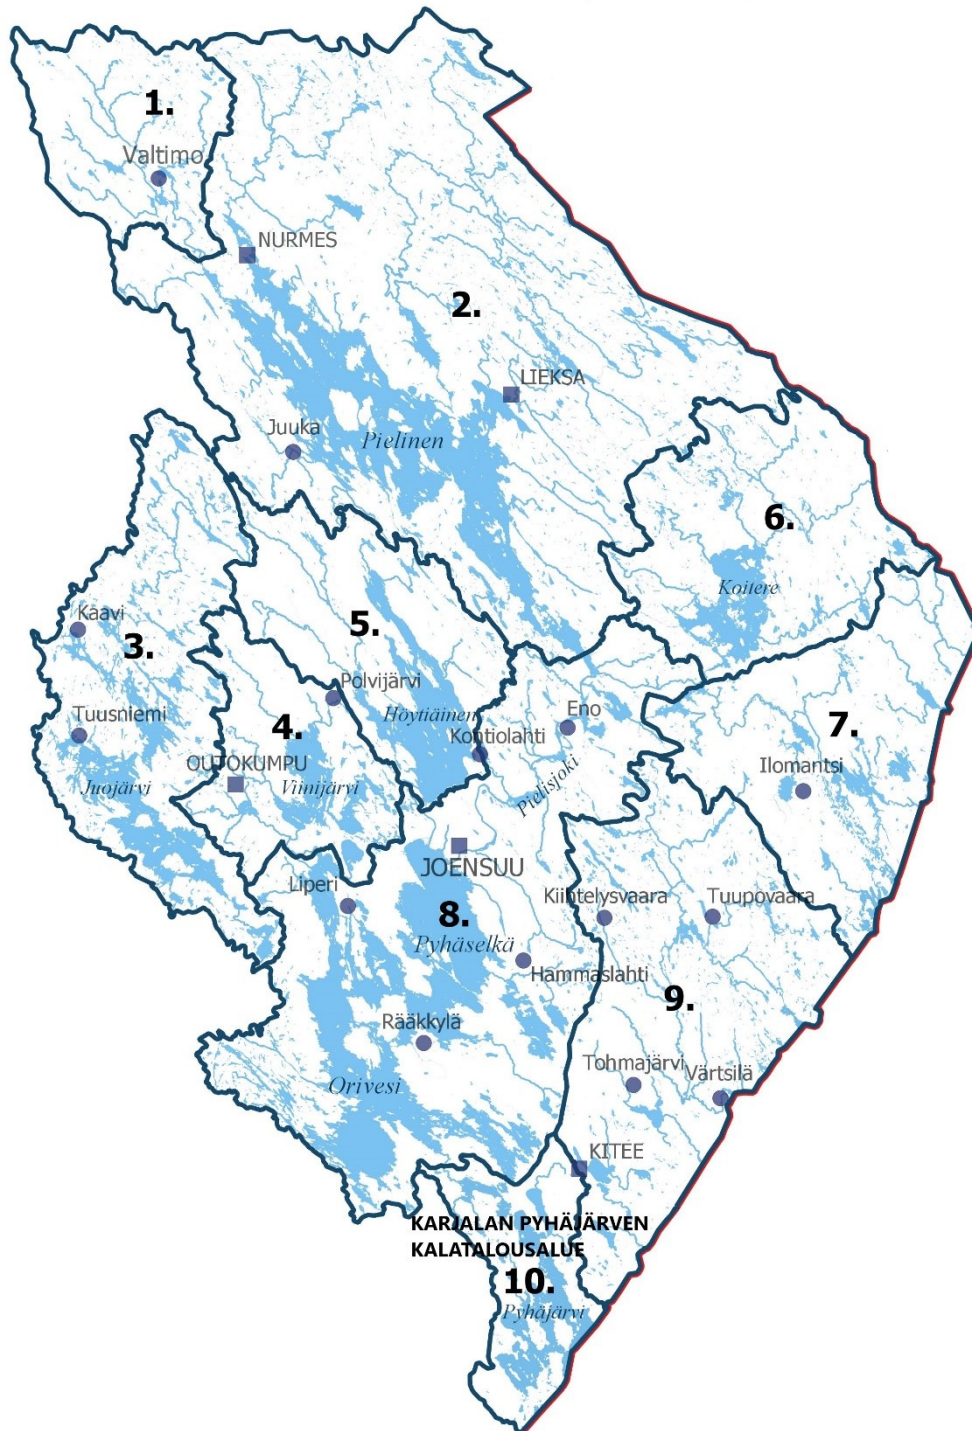 1.
Valtimo
NURMES
2.
LIEKSA
Juuka
Pielinen
6.
Koitere
Kaavi
3.
5.
Polvijärvi
Höytiäinen
Kontiolahti
Eno
Tuusniemi
4.
7.
OUTOKUMPU
Juojärvi
Viinijärvi
Pielisjoki
Ilomantsi
JOENSUU
Liperi
8.
Kiihtelysvaara
Tuupovaara
Pyhäselkä
Hammaslahti
9.
Rääkkylä
Tohmajärvi
Värtsilä
Orivesi
KITEE
KARJALAN PYHÄJÄRVEN
KALATALOUSALUE
10.
Pyhäjärvi